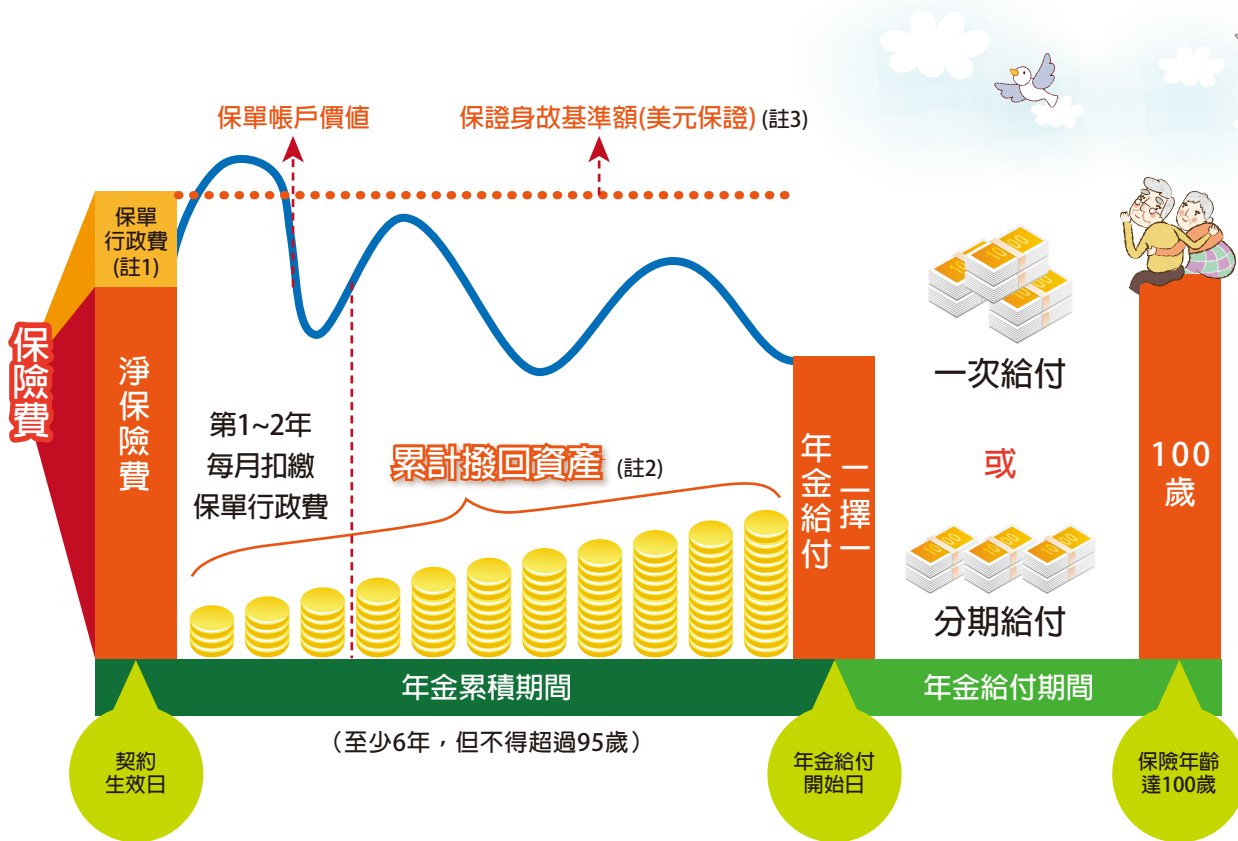 保單帳戶價值
保證身故基準額(美元保證) (註3)
保單
行政費
(註1)
保險費
淨保險費
第1~2年
每月扣繳
保單行政費
累計撥回資產 (註2)
年金給付
二擇一
一次給付
或
分期給付
100
歲
年金累積期間
年金給付期間
（至少6年，但不得超過95歲）
契約
生效日
年金給付
開始日
保險年齡
達100歲